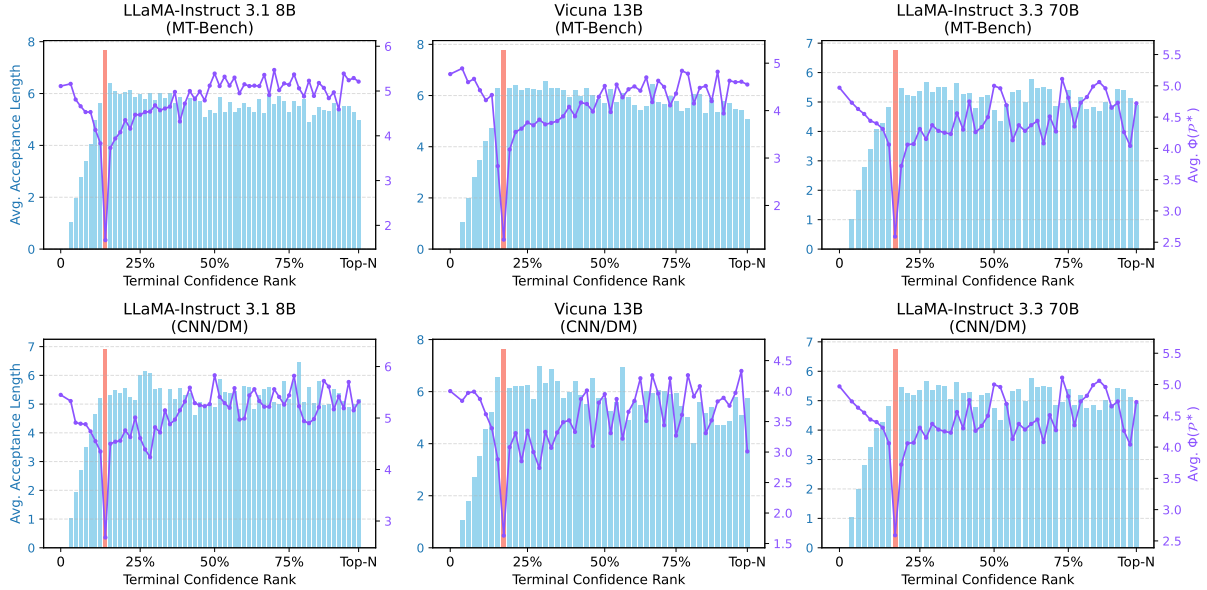 LLaMA-Instruct 3.1 8B
(MT-Bench)
Avg. Acceptance Length
8
6
4
2
0
6
5
4
3
2
0 25% 50% 75% Top-N
Terminal Confidence Rank
Vicuna 13B
(MT-Bench)
8
6
4
2
0
5
4
3
2
0 25% 50% 75% Top-N
Terminal Confidence Rank
LLaMA-Instruct 3.3 70B
(MT-Bench)
7
6
5
4
3
2
1
0
5.5
5.0
4.5
4.0
3.5
3.0
2.5
Avg. Φ(𝒫*)
0 25% 50% 75% Top-N
Terminal Confidence Rank
LLaMA-Instruct 3.1 8B
(CNN/DM)
Avg. Acceptance Length
7
6
5
4
3
2
1
0
6
5
4
3
0 25% 50% 75% Top-N
Terminal Confidence Rank
Vicuna 13B
(CNN/DM)
8
6
4
2
0
4.5
4.0
3.5
3.0
2.5
2.0
1.5
0 25% 50% 75% Top-N
Terminal Confidence Rank
LLaMA-Instruct 3.3 70B
(CNN/DM)
7
6
5
4
3
2
1
0
5.5
5.0
4.5
4.0
3.5
3.0
2.5
Avg. Φ(𝒫*)
0 25% 50% 75% Top-N
Terminal Confidence Rank